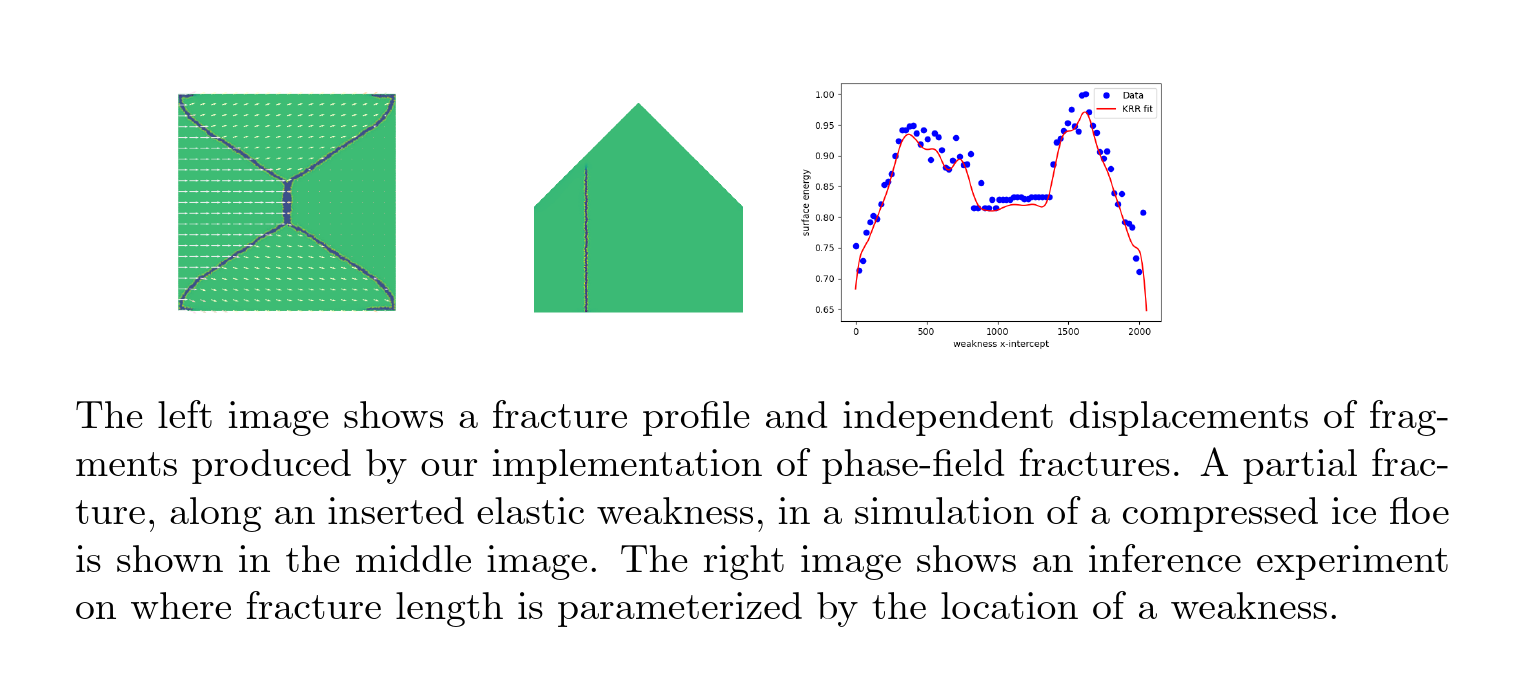 1.00
0.95
0.90
0.85
0.80
0.75
0.70
0.65
surface energy
Data
KRR fit
0 500 1000 1500 2000
weakness x-intercept
The left image shows a fracture profile and independent displacements of frag-
ments produced by our implementation of phase-field fractures. A partial frac-
ture, along an inserted elastic weakness, in a simulation of a compressed ice floe
is shown in the middle image. The right image shows an inference experiment
on where fracture length is parameterized by the location of a weakness.